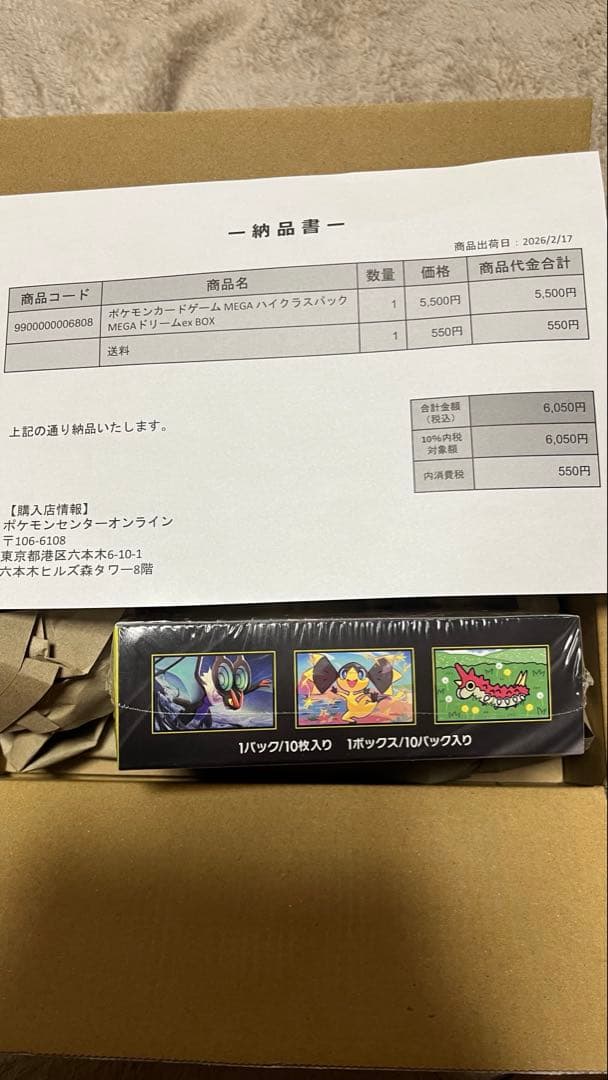 －納品書－
商品出荷日：2026/2/17
商品コード 商品名 数量 価格 商品代金合計
9900000006808 ポケモンカードゲーム MEGA ハイクラスパック
MEGAドリームex BOX 1 5,500円 5,500円
送料 1 550円 550円
上記の通り納品いたします。
合計金額
（税込） 6,050円
10%内税
対象額 6,050円
内消費税 550円
【購入店情報】
ポケモンセンターオンライン
〒106-6108
東京都港区六本木6-10-1
六本木ヒルズ森タワー8階
1パック/10枚入り 1ボックス/10パック入り